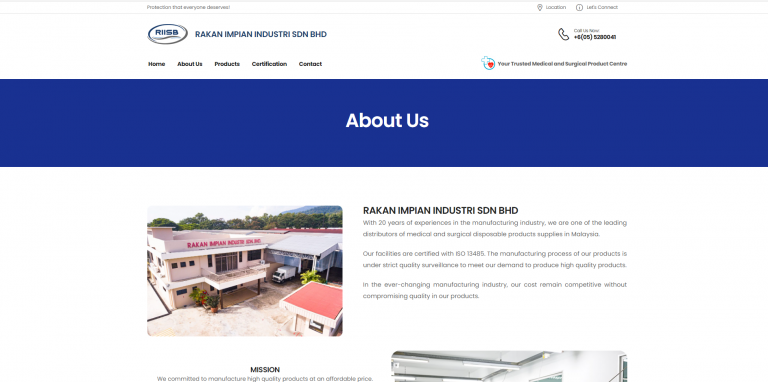 Protection that everyone deserves!
Location
Let's Connect
RIISB
RAKAN IMPIAN INDUSTRI SDN BHD
Call Us Now
+6(05) 5280041
Home About Us Products Certification Contact
Your Trusted Medical and Surgical Product Centre
About Us
RAKAN IMPIAN INDUSTRI SDN BHD
RAKAN IMPIAN INDUSTRI SDN BHD
With 20 years of experiences in the manufacturing industry, we are one of the leading
distributors of medical and surgical disposable products supplies in Malaysia.
Our facilities are certified with ISO 13485. The manufacturing process of our products is
under strict quality surveillance to meet our demand to produce high quality products.
In the ever-changing manufacturing industry, our cost remain competitive without
compromising quality in our products.
MISSION
We committed to manufacture high quality products at an affordable price.